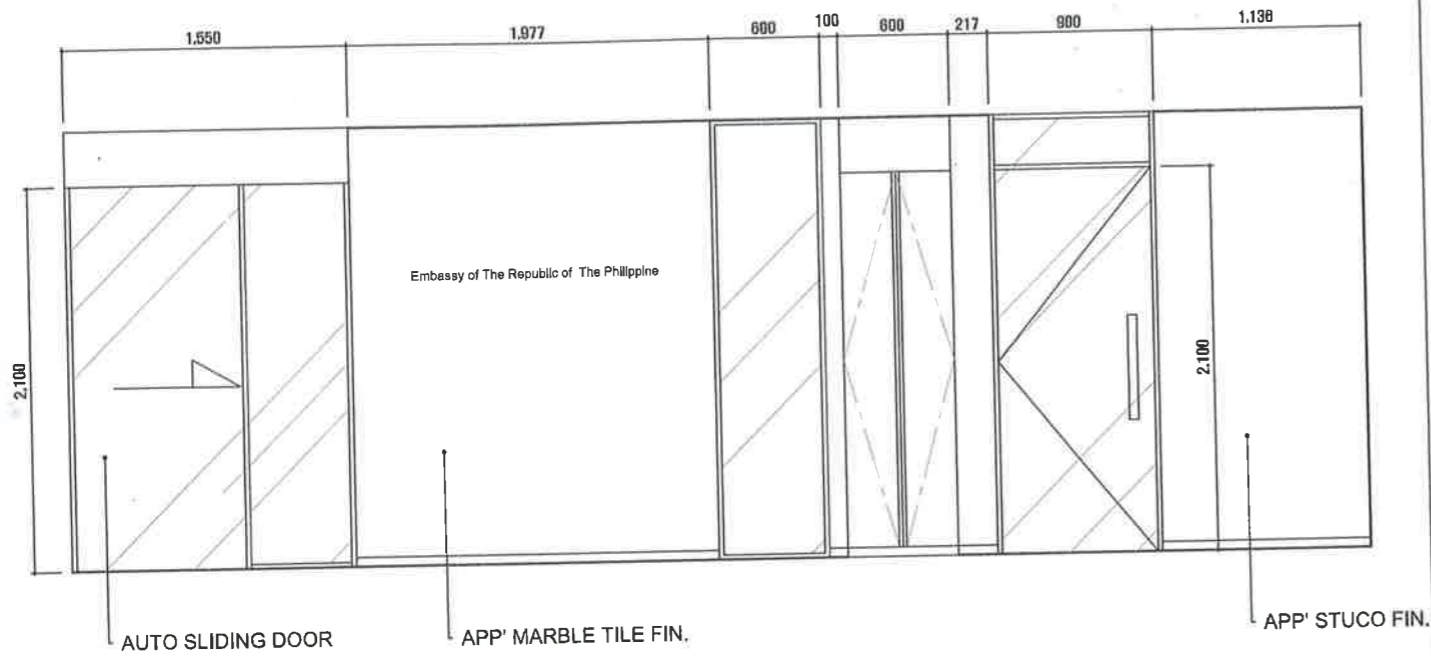 1,550
1,977
600
100
600
217
900
1,136
Embassy of The Republic of The Philippine
2,100
2,100
AUTO SLIDING DOOR
APP' MARBLE TILE FIN.
APP' STUCO FIN.